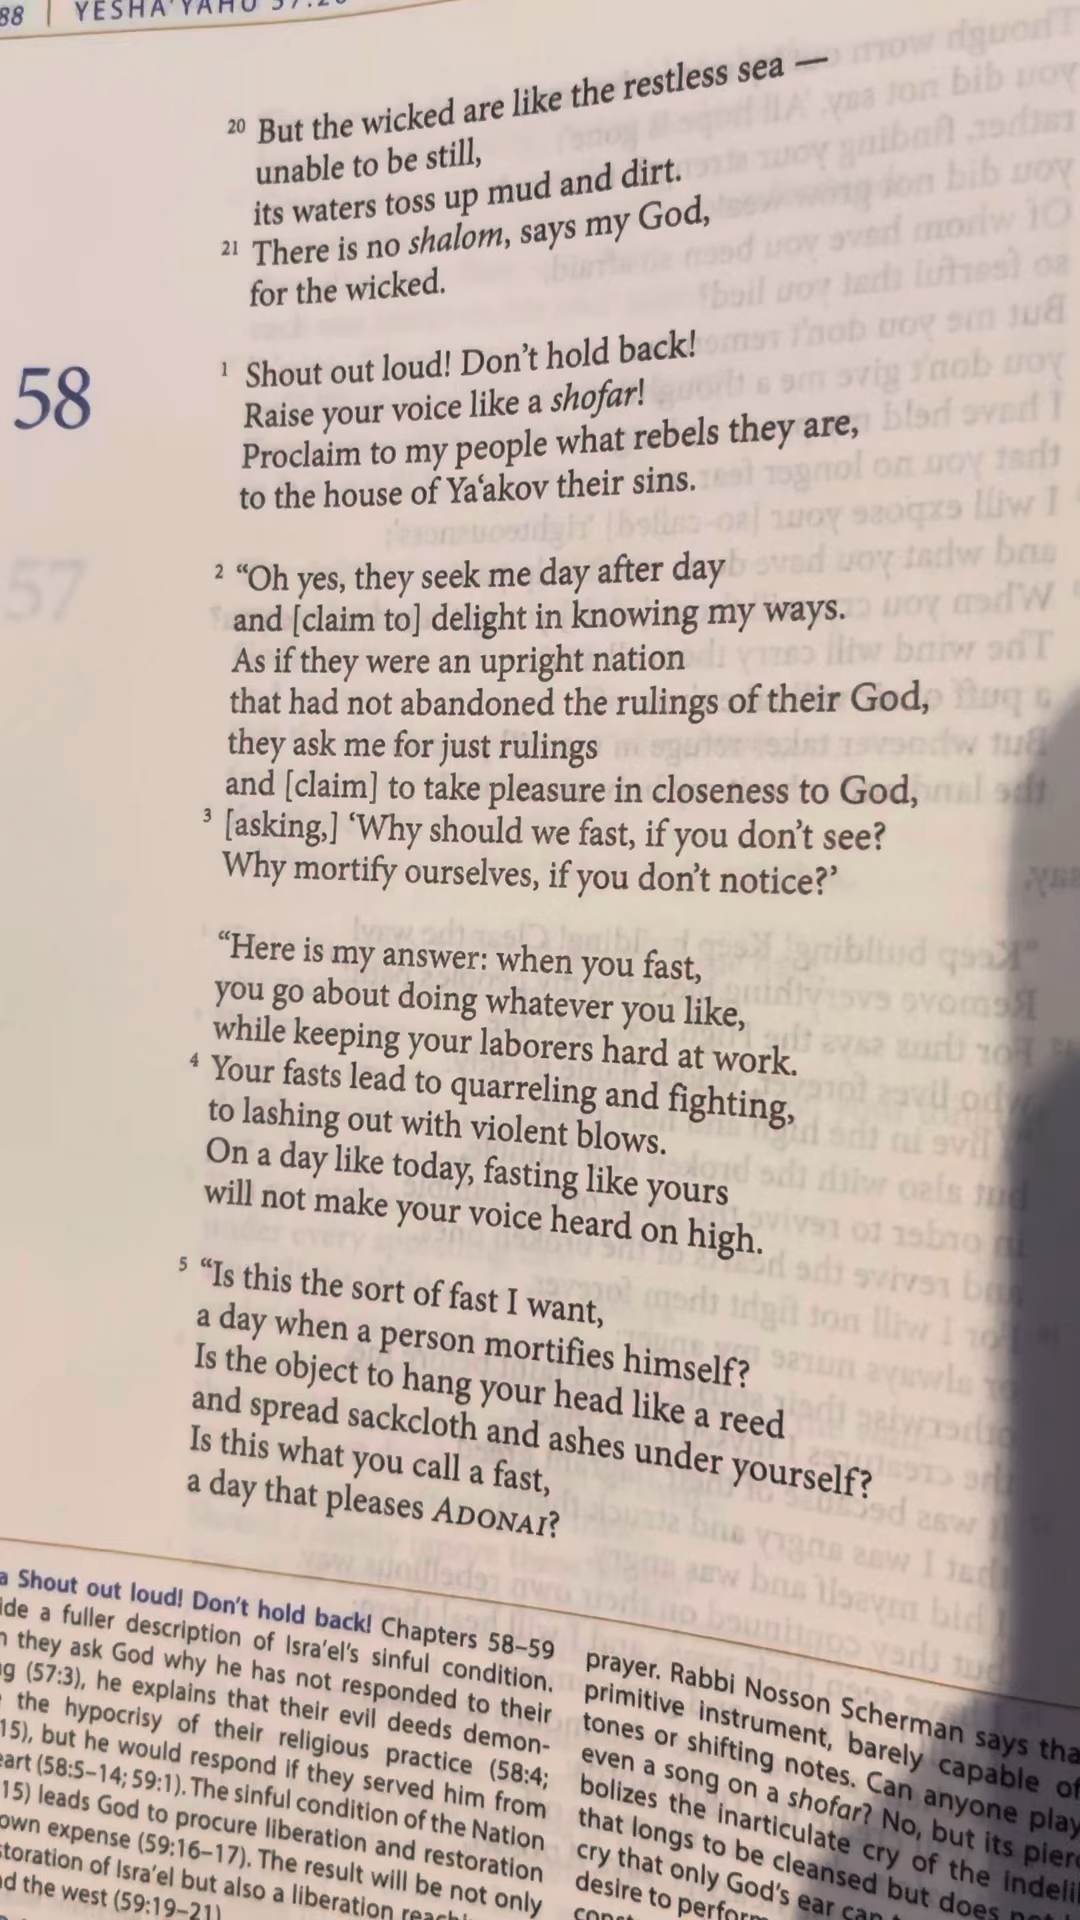 88 | YESHA'YAHU 57:20
20 But the wicked are like the restless sea —
unable to be still,
its waters toss up mud and dirt.
21 There is no shalom, says my God,
for the wicked.
58
1 Shout out loud! Don't hold back!
Raise your voice like a shofar!
Proclaim to my people what rebels they are,
to the house of Ya‘akov their sins.
2 “Oh yes, they seek me day after day
and [claim to] delight in knowing my ways.
As if they were an upright nation
that had not abandoned the rulings of their God,
they ask me for just rulings
and [claim] to take pleasure in closeness to God,
3 [asking,] ‘Why should we fast, if you don’t see?
Why mortify ourselves, if you don’t notice?’
“Here is my answer: when you fast,
you go about doing whatever you like,
while keeping your laborers hard at work.
4 Your fasts lead to quarreling and fighting,
to lashing out with violent blows.
On a day like today, fasting like yours
will not make your voice heard on high.
5 “Is this the sort of fast I want,
a day when a person mortifies himself?
Is the object to hang your head like a reed
and spread sackcloth and ashes under yourself?
Is this what you call a fast,
a day that pleases ADONAI?
a Shout out loud! Don’t hold back! Chapters 58–59
a fuller description of Isra’el’s sinful condition.
they ask God why he has not responded to their
(57:3), he explains that their evil deeds demon-
the hypocrisy of their religious practice (58:4;
15), but he would respond if they served him from
(58:5–14; 59:1). The sinful condition of the Nation
15) leads God to procure liberation and restoration
own expense (59:16–17). The result will be not only
of Isra’el but also a liberation
the west (59:19–21)
prayer. Rabbi Nosson Scherman says
primitive instrument, barely capable of
tones or shifting notes. Can anyone play
even a song on a shofar? No, but its
bolizes the inarticulate cry of the
that longs to be cleansed but does
cry that only God’s ear can
desire to